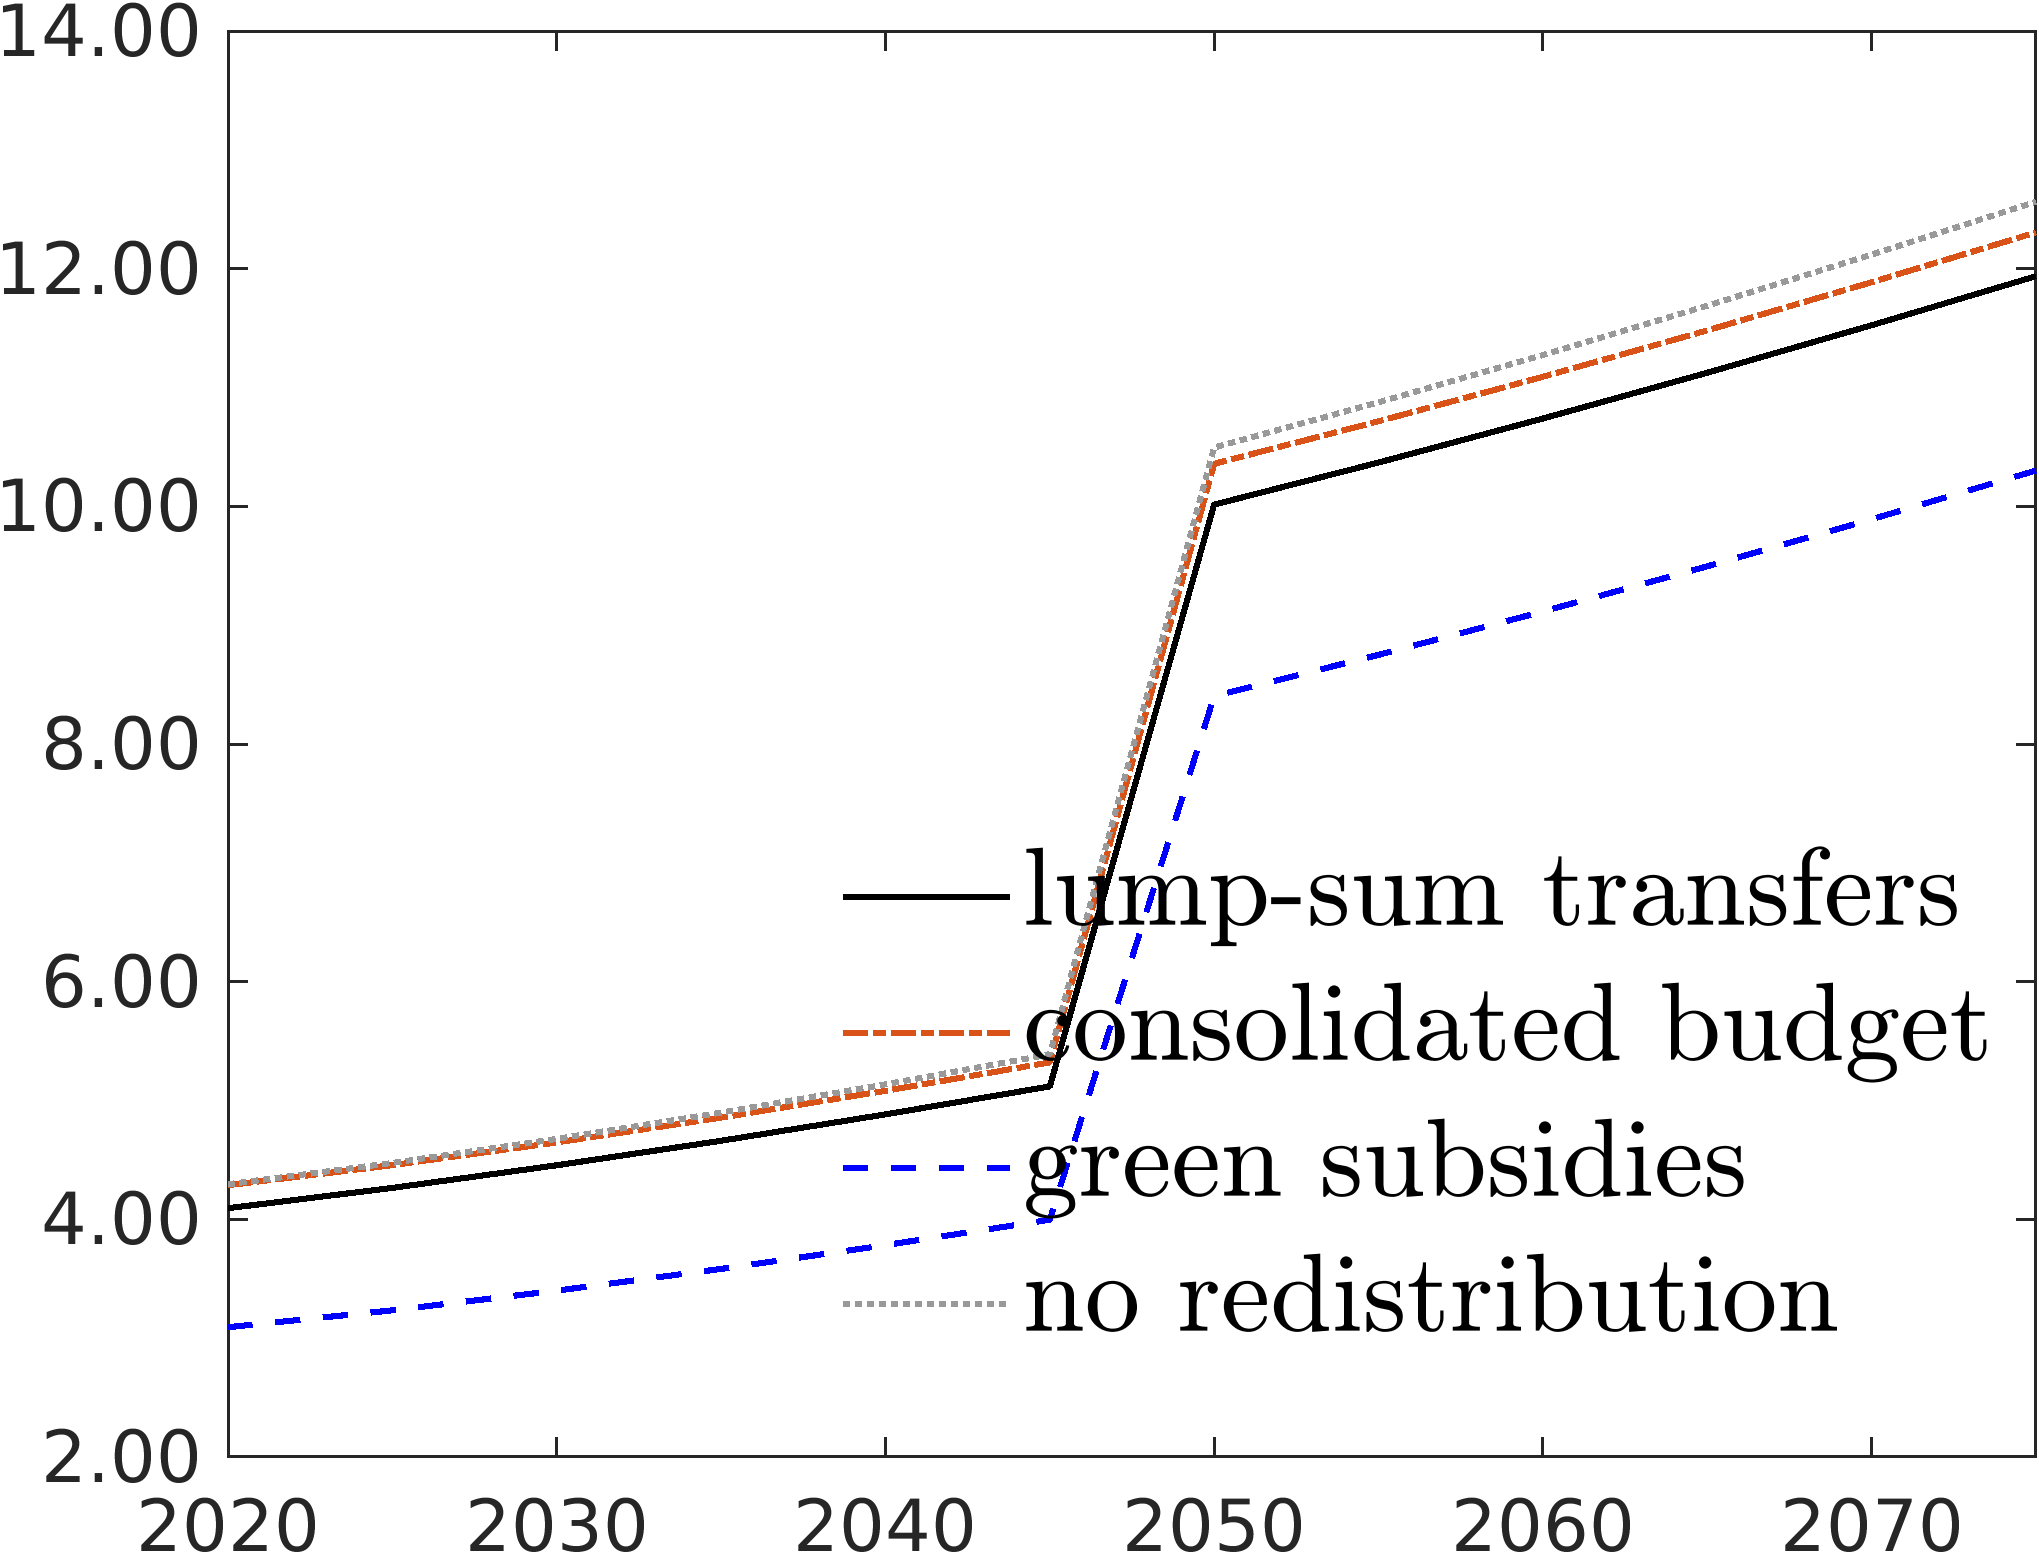 14.00
12.00
10.00
8.00
6.00
4.00
2.00
lump-sum transfers
consolidated budget
green subsidies
no redistribution
2020 2030 2040 2050 2060 2070